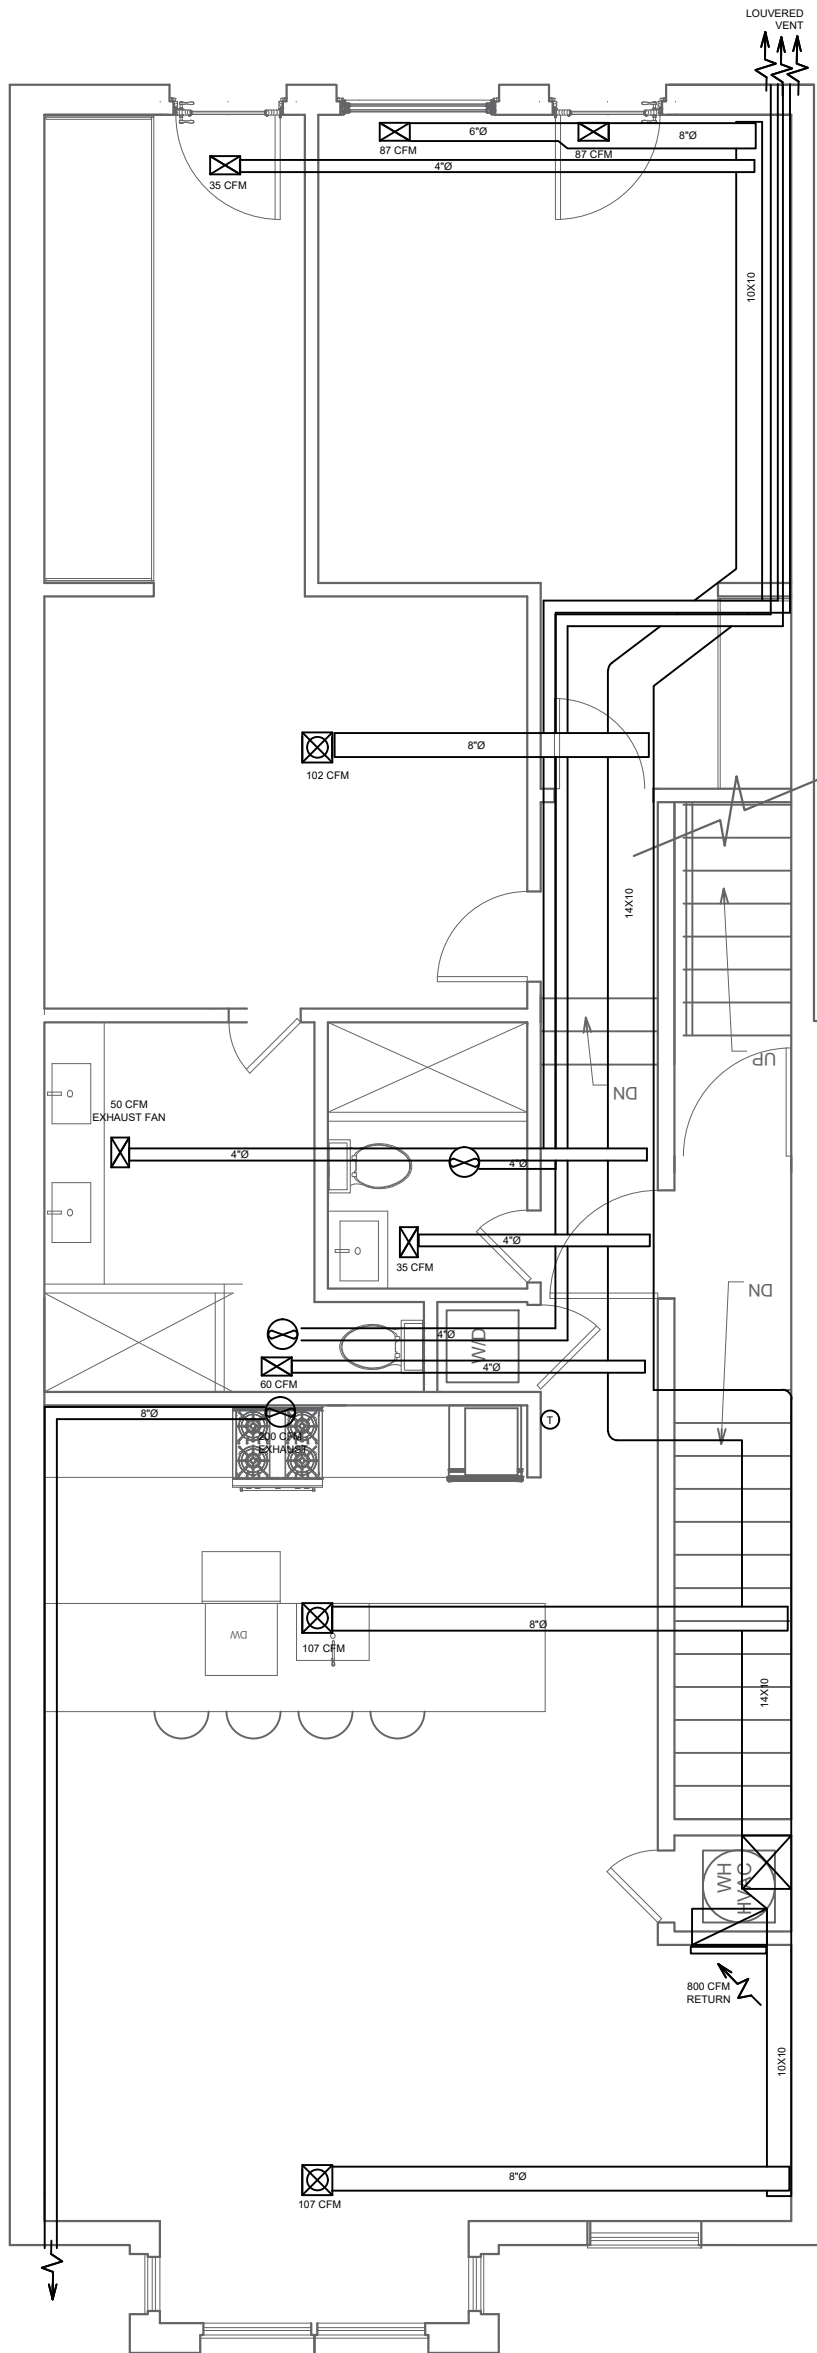 LOUVERED
VENT
6"Ø
8"Ø
87 CFM
87 CFM
4"Ø
35 CFM
10X10
8"Ø
102 CFM
14X10
UP
DN
50 CFM
EXHAUST FAN
4"Ø
4"Ø
4"Ø
35 CFM
DN
W/D
4"Ø
4"Ø
60 CFM
8"Ø
T
200 CFM
EXHAUST
DW
8"Ø
107 CFM
14X10
WH
HVAC
800 CFM
RETURN
10X10
8"Ø
107 CFM